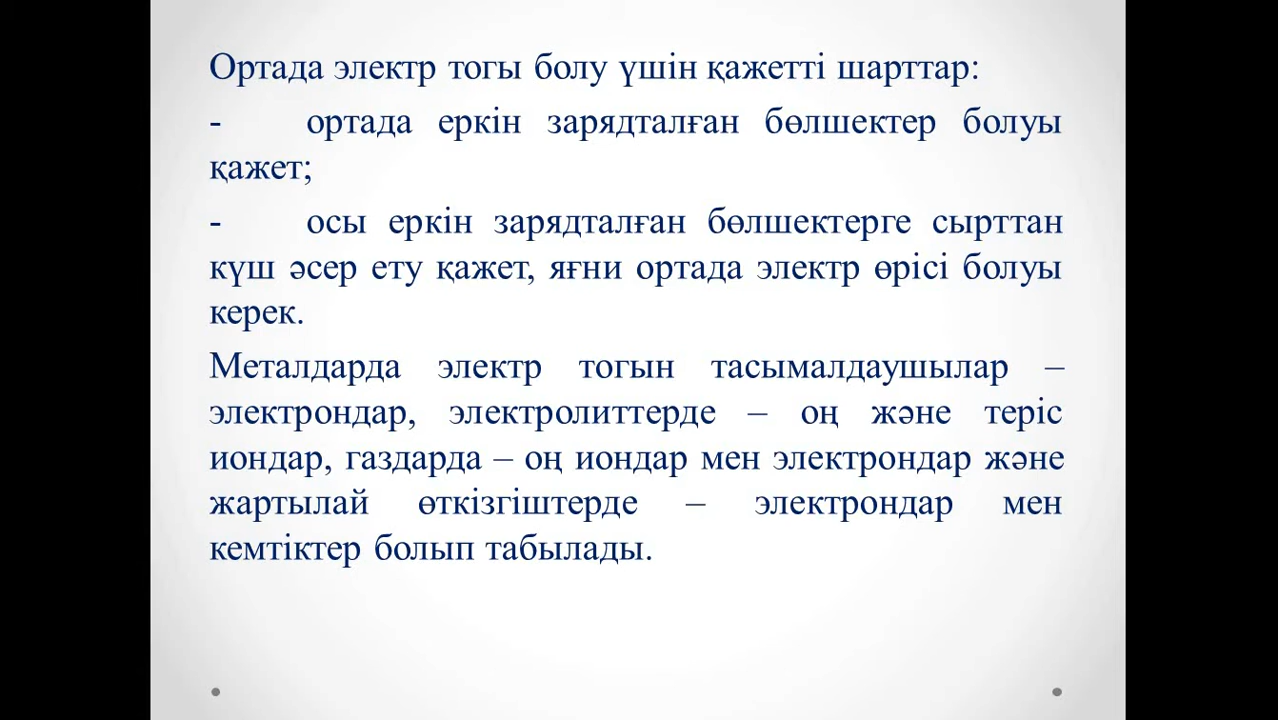 Ортада электр тогы болу үшін қажетті шарттар:
- ортада еркін зарядталған бөлшектер болуы
қажет;
- осы еркін зарядталған бөлшектерге сырттан
күш әсер ету қажет, яғни ортада электр өрісі болуы
керек.
Металдарда электр тогын тасымалдаушылар –
электрондар, электролиттерде – оң және теріс
иондар, газдарда – оң иондар мен электрондар және
жартылай өткізгіштерде – электрондар мен
кемтіктер болып табылады.